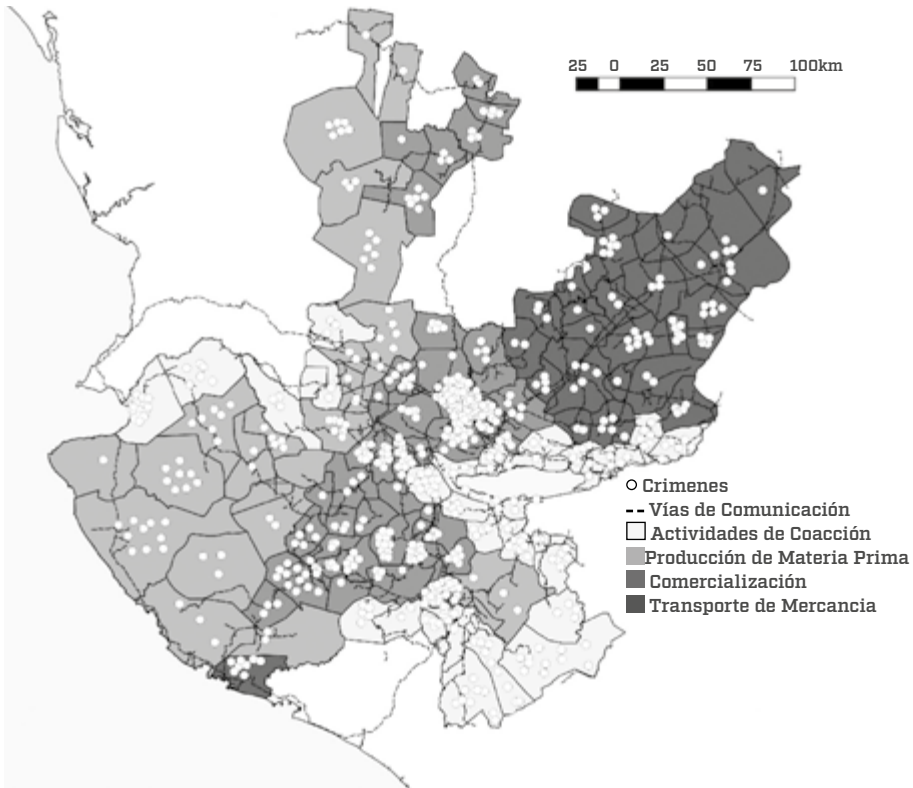 25 0 25 50 75 100km
Crimenes
Vías de Comunicación
Actividades de Coacción
Producción de Materia Prima
Comercialización
Transporte de Mercancia